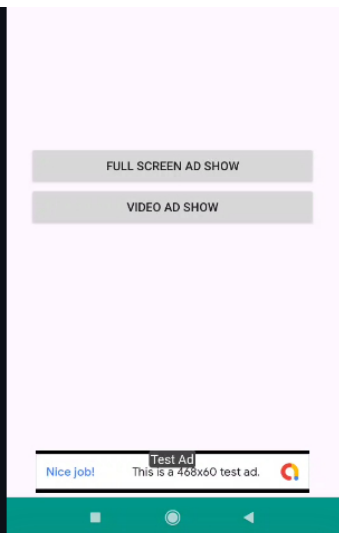 FULL SCREEN AD SHOW
VIDEO AD SHOW
Test Ad
Nice job! This is a 468x60 test ad.